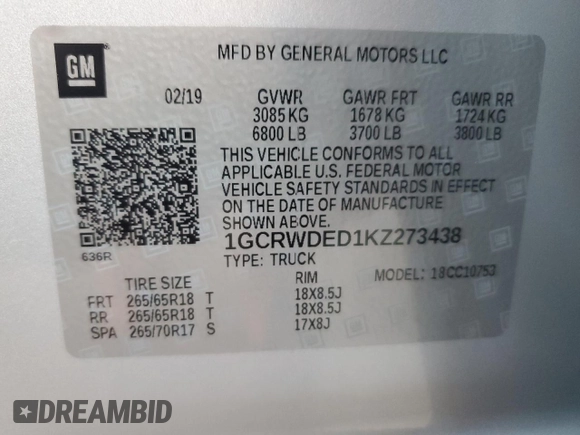 GM
MFD BY GENERAL MOTORS LLC
02/19 GVWR GAWR FRT GAWR RR
3085 KG 1678 KG 1724 KG
6800 LB 3700 LB 3800 LB
THIS VEHICLE CONFORMS TO ALL
APPLICABLE U.S. FEDERAL MOTOR
VEHICLE SAFETY STANDARDS IN EFFECT
ON THE DATE OF MANUFACTURE
SHOWN ABOVE.
1GCRWDED1KZ273438
636R
TYPE: TRUCK MODEL: 18CC10753
TIRE SIZE RIM
FRT 265/65R18 T 18X8.5J
RR 265/65R18 T 18X8.5J
SPA 265/70R17 S 17X8J
DREAMBID